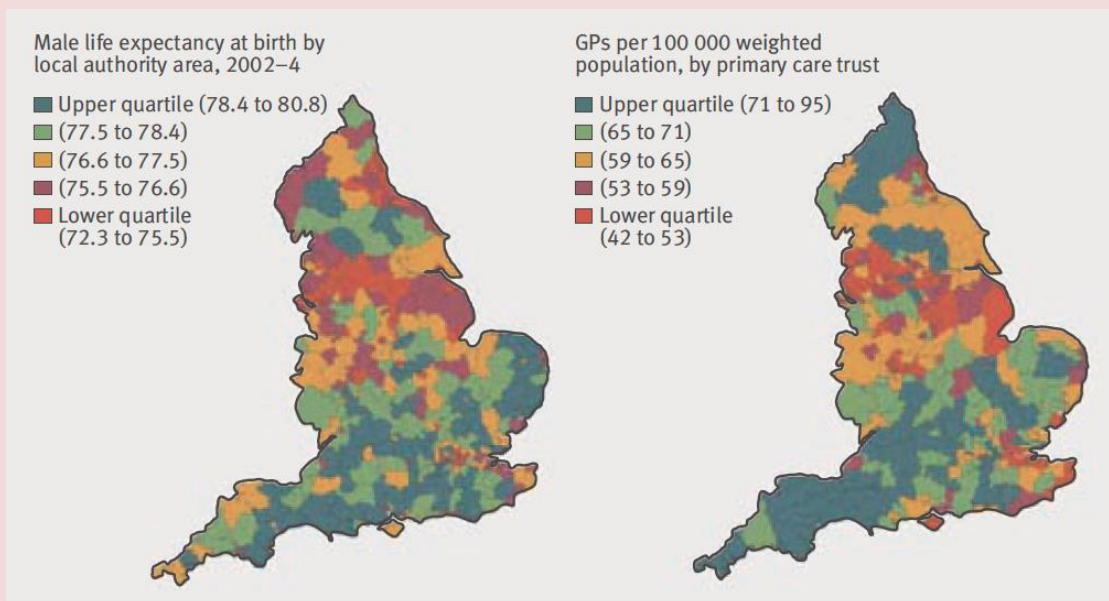 Male life expectancy at birth by
local authority area, 2002–4
Upper quartile (78.4 to 80.8)
(77.5 to 78.4)
(76.6 to 77.5)
(75.5 to 76.6)
Lower quartile
(72.3 to 75.5)
GPs per 100 000 weighted
population, by primary care trust
Upper quartile (71 to 95)
(65 to 71)
(59 to 65)
(53 to 59)
Lower quartile
(42 to 53)